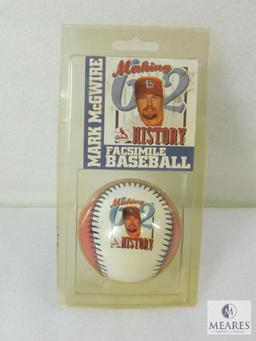 MARK McGWIRE
Making
62
HISTORY
FACSIMILE
BASEBALL
Making
62
HISTORY
M
MEARES